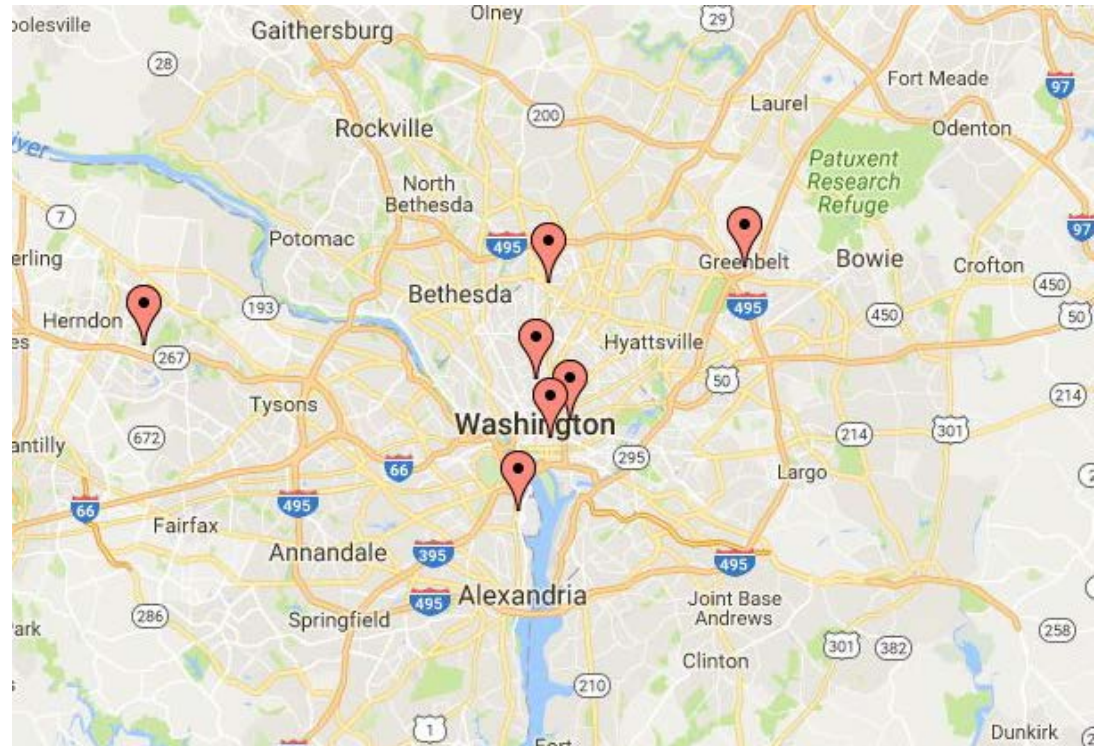 Olney
29
oolesville
Gaithersburg
28
Fort Meade
97
Laurel
200
Rockville
Odenton
iver
Patuxent
Research
Refuge
North
Bethesda
7
97
Potomac
495
erling
Greenbelt
Bowie
Crofton
450
Bethesda
193
495
450
50
Herndon
es
267
Hyattsville
50
Tysons
214
Washington
antilly
672
214
301
66
295
Largo
495
66
Fairfax
Annandale
395
495
495
Alexandria
Joint Base
Andrews
286
Springfield
ark
258
301
382
Clinton
210
1
Dunkirk